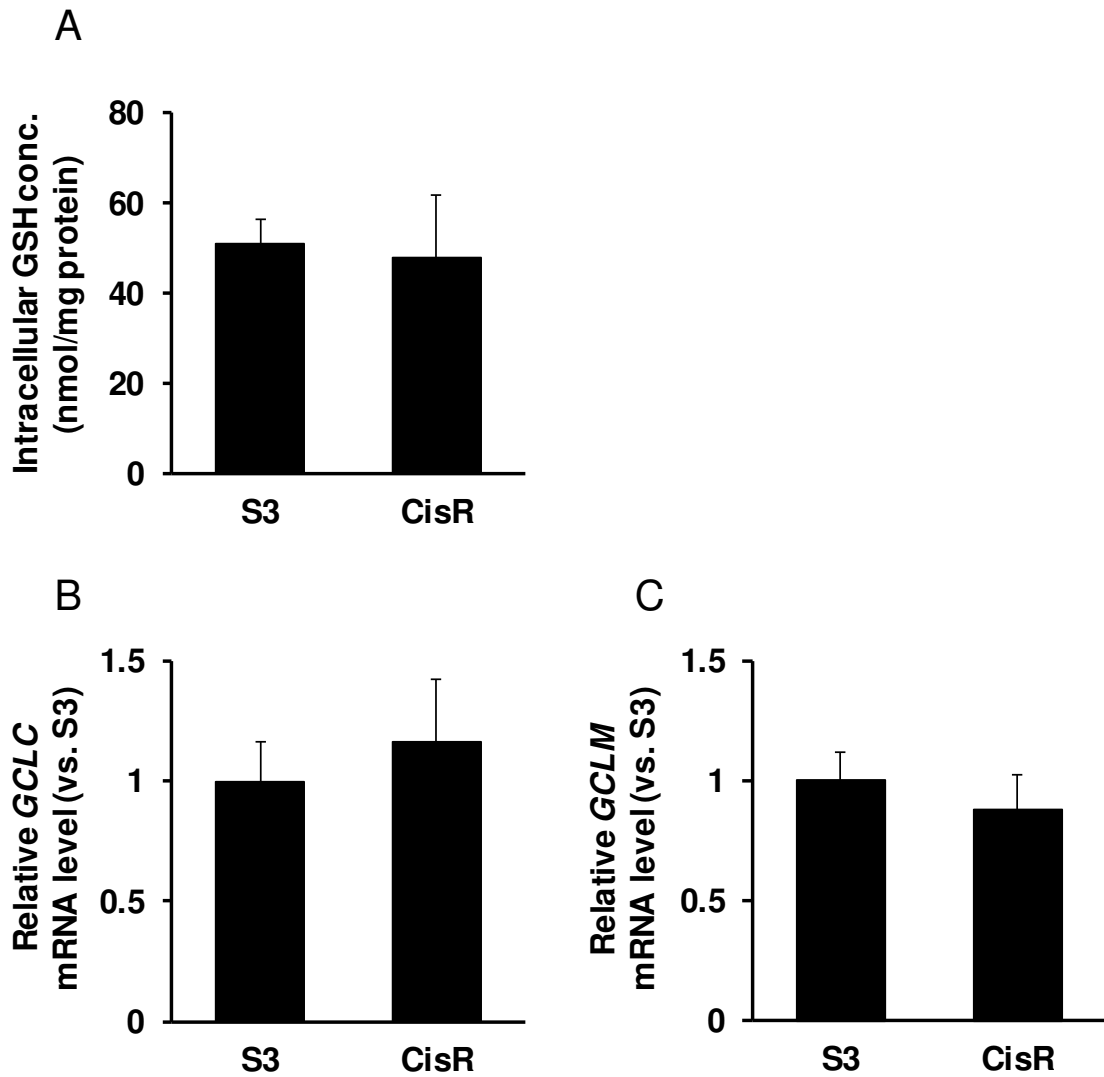 A
Intracellular GSH conc.
(nmol/mg protein)
80
60
40
20
0
S3 CisR
B
Relative GCLC
mRNA level (vs. S3)
1.5
1
0.5
0
S3 CisR
C
Relative GCLM
mRNA level (vs. S3)
1.5
1
0.5
0
S3 CisR